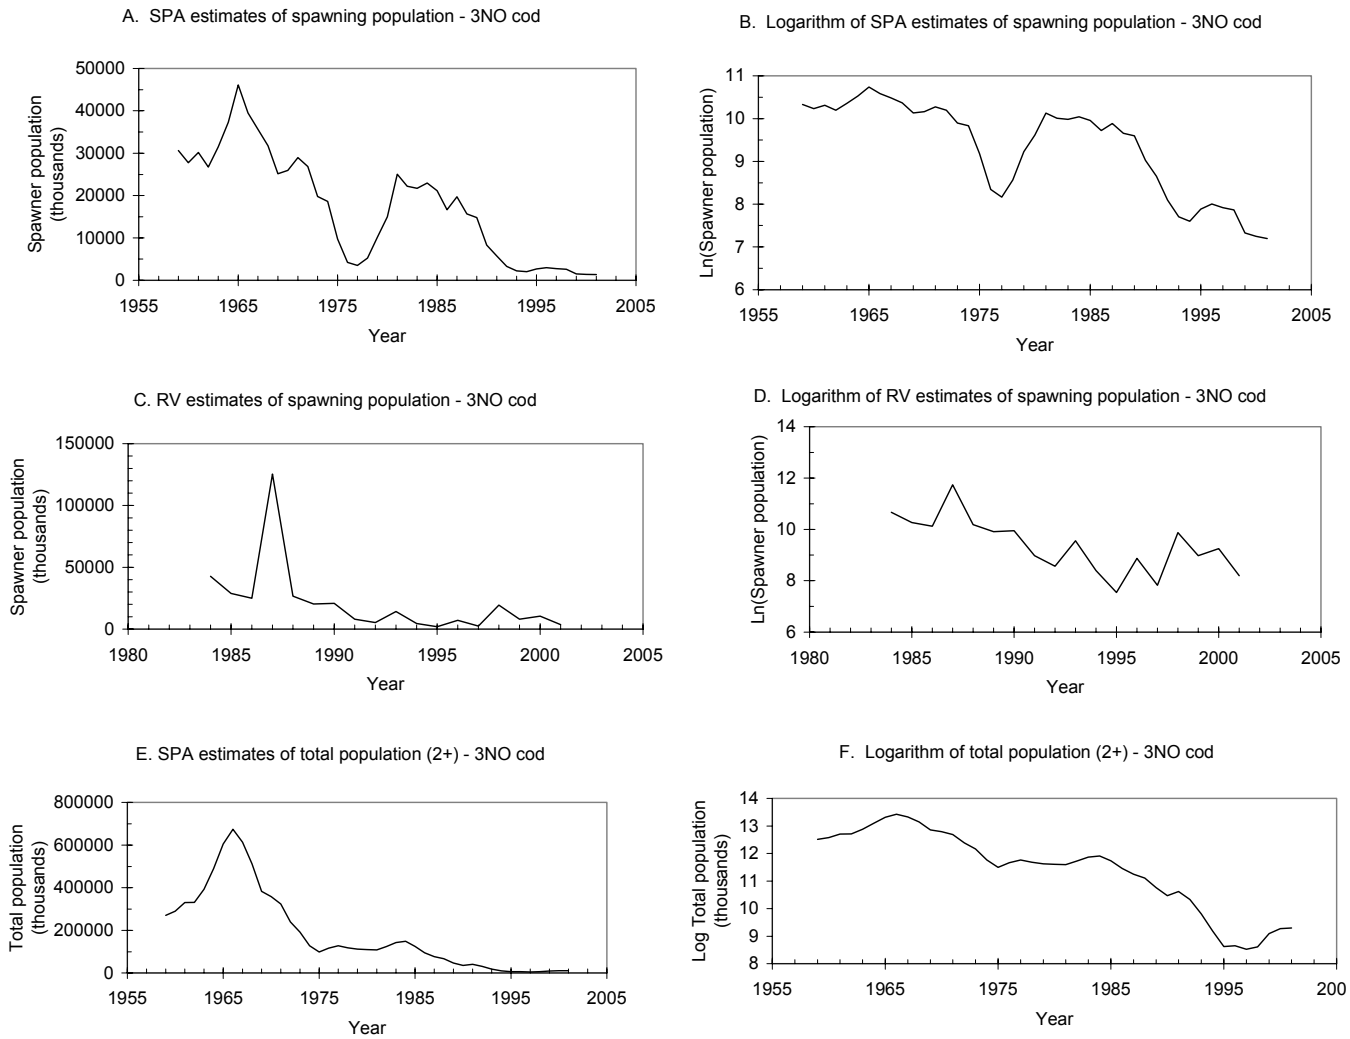 A.  SPA estimates of spawning population - 3NO cod
Spawner population
(thousands)
50000
40000
30000
20000
10000
0
1955 1965 1975 1985 1995 2005
Year
B.  Logarithm of SPA estimates of spawning population - 3NO cod
Ln(Spawner population)
11
10
9
8
7
6
1955 1965 1975 1985 1995 2005
Year
C. RV estimates of spawning population - 3NO cod
Spawner population
(thousands)
150000
100000
50000
0
1980 1985 1990 1995 2000 2005
Year
D.  Logarithm of RV estimates of spawning population - 3NO cod
Ln(Spawner population)
14
12
10
8
6
1980 1985 1990 1995 2000 2005
Year
E. SPA estimates of total population (2+) - 3NO cod
Total population
(thousands)
800000
600000
400000
200000
0
1955 1965 1975 1985 1995 2005
Year
F.  Logarithm of total population (2+) - 3NO cod
Log Total population
(thousands)
14
13
12
11
10
9
8
1955 1965 1975 1985 1995 200
Year